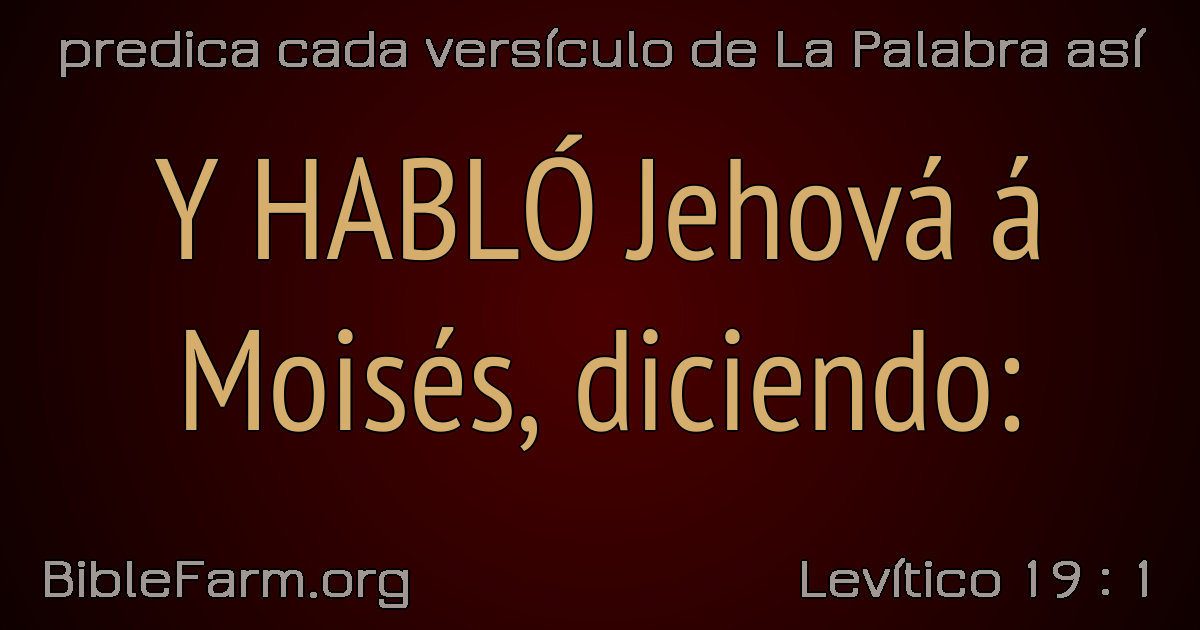 predica cada versículo de La Palabra así
Y HABLÓ Jehová á
Moisés, diciendo:
BibleFarm.org
Levítico 19 : 1